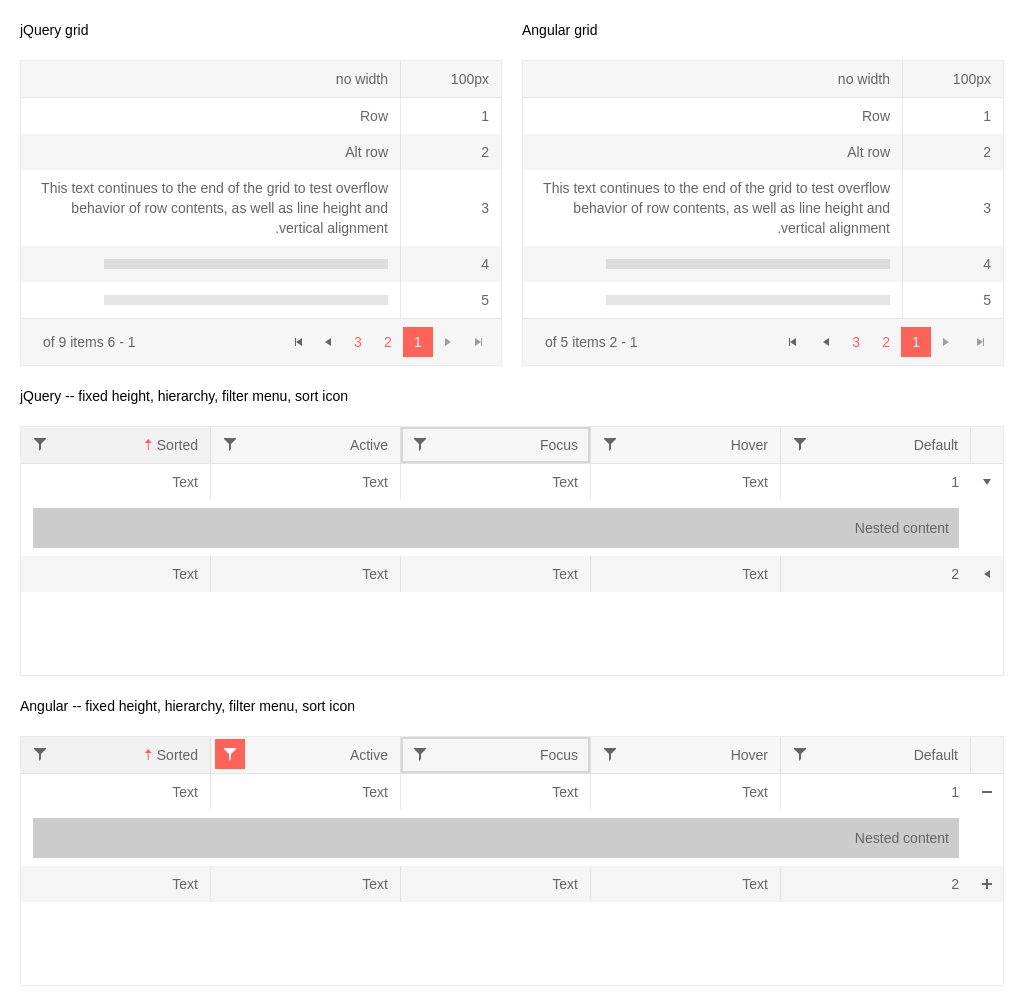 jQuery grid
Angular grid
no width 100px
Row 1
Alt row 2
This text continues to the end of the grid to test overflow
behavior of row contents, as well as line height and
.vertical alignment
3
4
5
of 9 items 6 - 1 3 2 1
no width 100px
Row 1
Alt row 2
This text continues to the end of the grid to test overflow
behavior of row contents, as well as line height and
.vertical alignment
3
4
5
of 5 items 2 - 1 3 2 1
jQuery -- fixed height, hierarchy, filter menu, sort icon
Sorted Active Focus Hover Default
Text Text Text Text 1
Nested content
Text Text Text Text 2
Angular -- fixed height, hierarchy, filter menu, sort icon
Sorted Active Focus Hover Default
Text Text Text Text 1
Nested content
Text Text Text Text 2